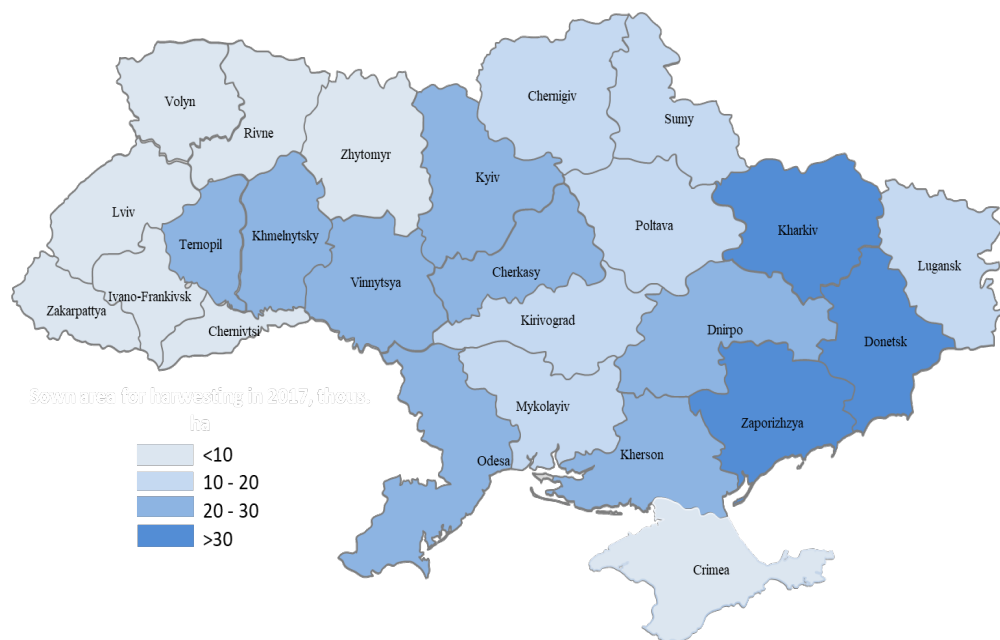 Chernigiv
Volyn
Sumy
Rivne
Zhytomyr
Kyiv
Lviv
Poltava
Kharkiv
Khmelnytsky
Ternopil
Lugansk
Cherkasy
Vinnytsya
Ivano-Frankivsk
Zakarpattya
Kirivograd
Chernivtsi
Dnirpo
Donetsk
Sown area for harwesting in 2017, thous.
ha
Mykolayiv
Zaporizhzya
Kherson
Odesa
<10
10 - 20
20 - 30
>30
Crimea